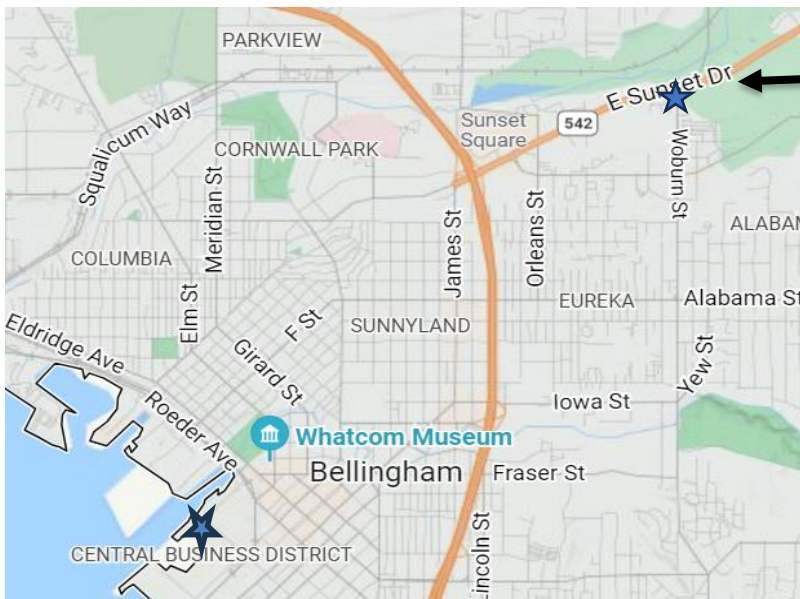 PARKVIEW
E Sunset Dr
Squalicum Way
Sunset
Square
542
CORNWALL PARK
Woburn St
Meridian St
Orleans St
James St
ALABAM
COLUMBIA
Elm St
EUREKA
Alabama St
F St
SUNNYLAND
Eldridge Ave
Girard St
Yew St
Iowa St
Roeder Ave
Whatcom Museum
Bellingham
Fraser St
Lincoln St
CENTRAL BUSINESS DISTRICT